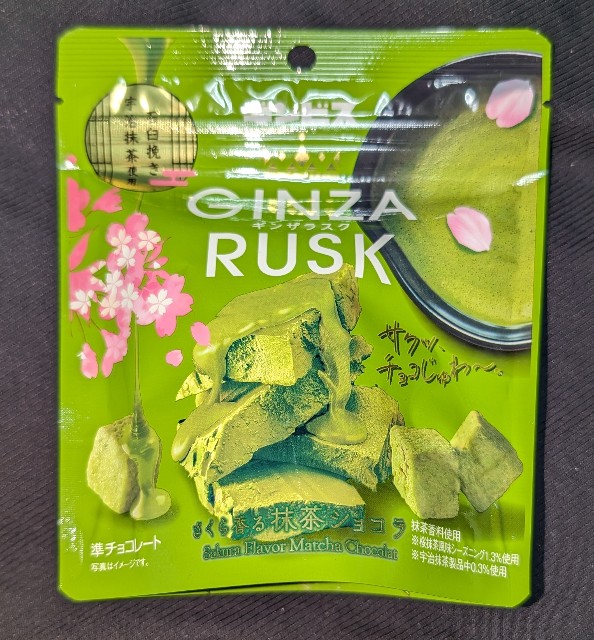 石臼挽き
宇治抹茶使用
GINZA
ギンザラスク
RUSK
サクッ、
チョコじゅわ〜。
さくら香る抹茶ショコラ
Sakura Flavor Matcha Chocolat
準チョコレート
写真はイメージです。
抹茶香料使用
※桜抹茶風味シーズニング1.3%使用
※宇治抹茶製品中0.3%使用